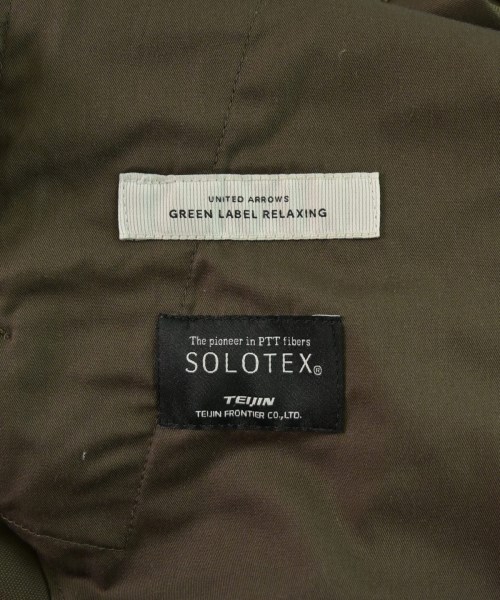 UNITED ARROWS
GREEN LABEL RELAXING
The pioneer in PTT fibers
SOLOTEX®
TEIJIN
TEIJIN FRONTIER CO.,LTD.